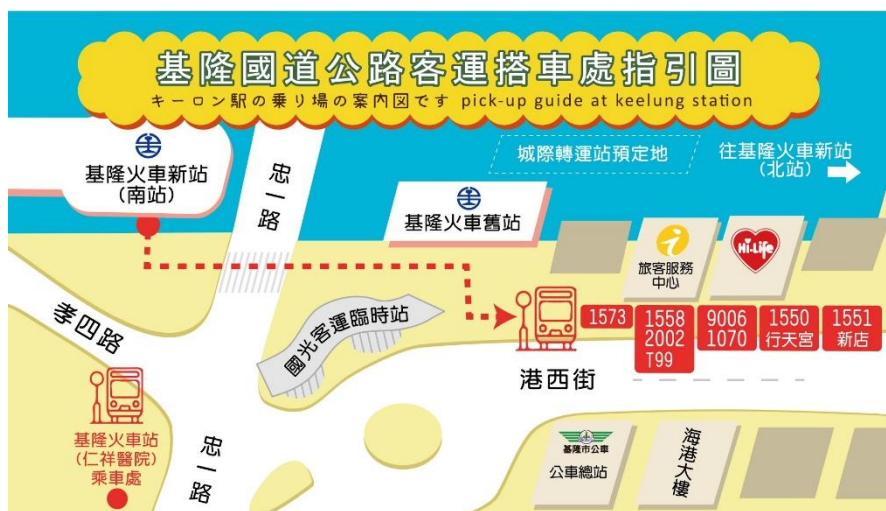 基隆國道公路客運搭車處指引圖
キーロン駅の乗り場の案内図です pick-up guide at keelung station
基隆火車新站
(南站)
忠一路
城際轉運站預定地
往基隆火車新站
(北站)
基隆火車舊站
旅客服務
中心
Hi-Life
孝四路
國光客運臨時站
1573
1558
2002
T99
9006
1070
1550
行天宮
1551
新店
港西街
基隆火車站
(仁祥醫院)
乘車處
忠一路
基隆市公車
公車總站
海港大樓